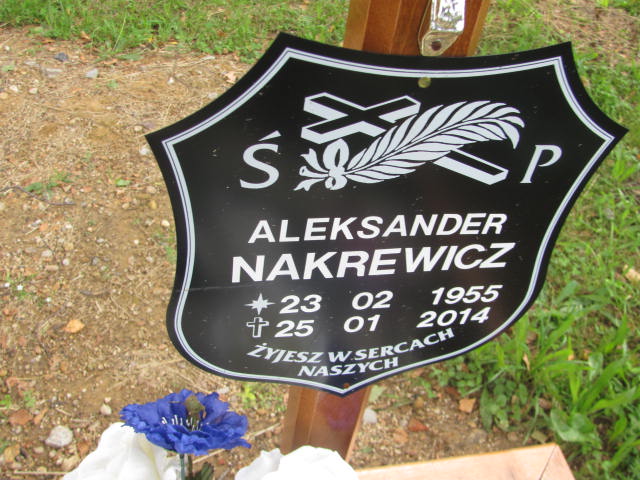 Ś P
ALEKSANDER
NAKREWICZ
23 02 1955
25 01 2014
ŻYJESZ W SERCACH
NASZYCH